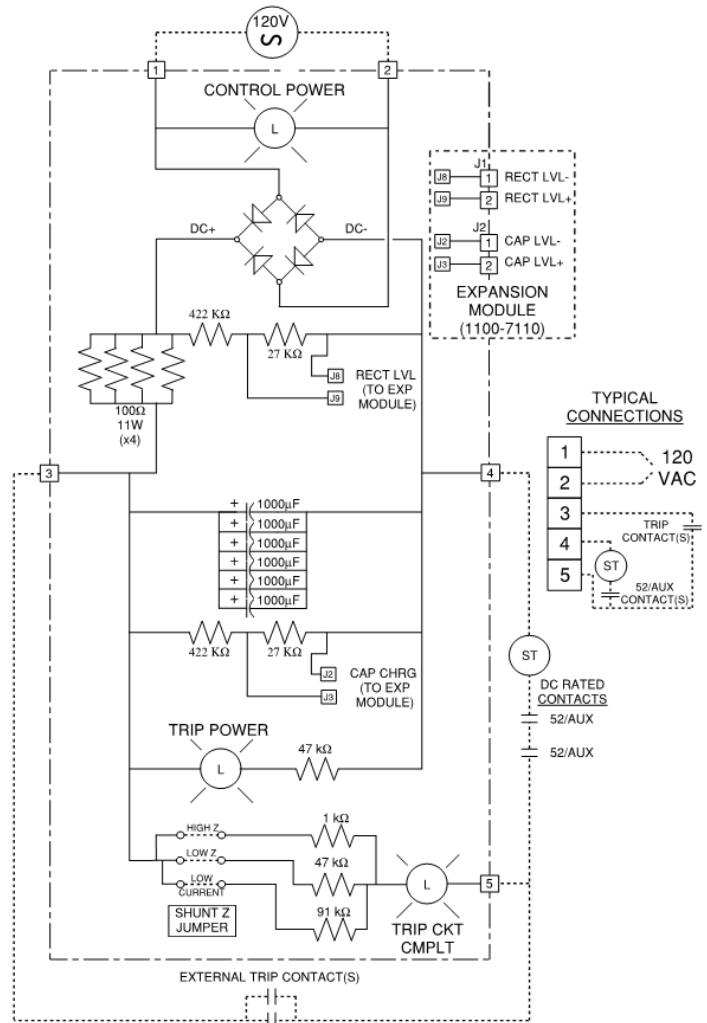 120V
1
2
CONTROL POWER
L
J1
J8 1 RECT LVL-
J9 2 RECT LVL+
J2
J2 1 CAP LVL-
J3 2 CAP LVL+
EXPANSION
MODULE
(1100-7110)
DC+
DC-
422 KΩ
27 KΩ
J8
J9
RECT LVL
(TO EXP
MODULE)
100Ω
11W
(x4)
3
4
TYPICAL
CONNECTIONS
1
2
3
4
5
120
VAC
TRIP
CONTACT(S)
ST
52/AUX
CONTACT(S)
+ 1000µF
+ 1000µF
+ 1000µF
+ 1000µF
+ 1000µF
+ 1000µF
422 KΩ
27 KΩ
J2
J3
CAP CHRG
(TO EXP
MODULE)
ST
DC RATED
CONTACTS
52/AUX
52/AUX
TRIP POWER
L
47 kΩ
HIGH Z
1 kΩ
LOW Z
47 kΩ
LOW
CURRENT
91 kΩ
SHUNT Z
JUMPER
L
5
TRIP CKT
CMPLT
EXTERNAL TRIP CONTACT(S)